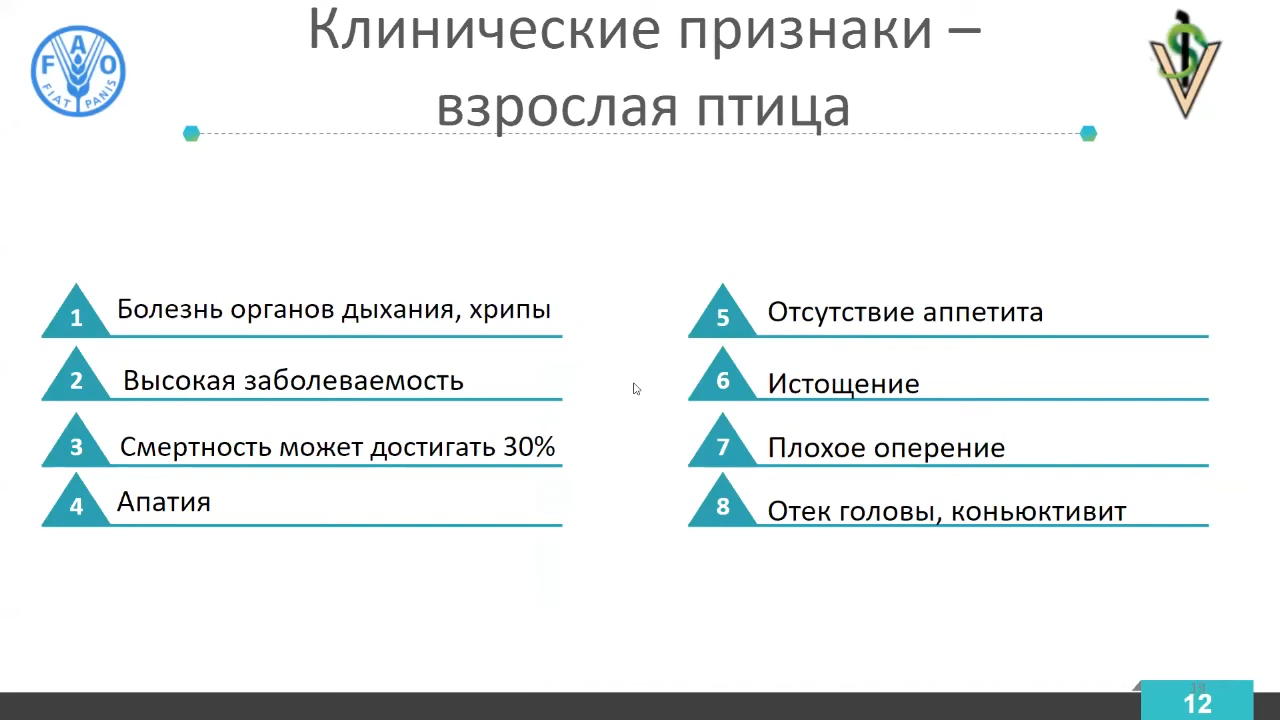 Клинические признаки –
взрослая птица
F A O
FIAT PANIS
1 Болезнь органов дыхания, хрипы
2 Высокая заболеваемость
3 Смертность может достигать 30%
4 Апатия
5 Отсутствие аппетита
6 Истощение
7 Плохое оперение
8 Отек головы, коньюктивит
12